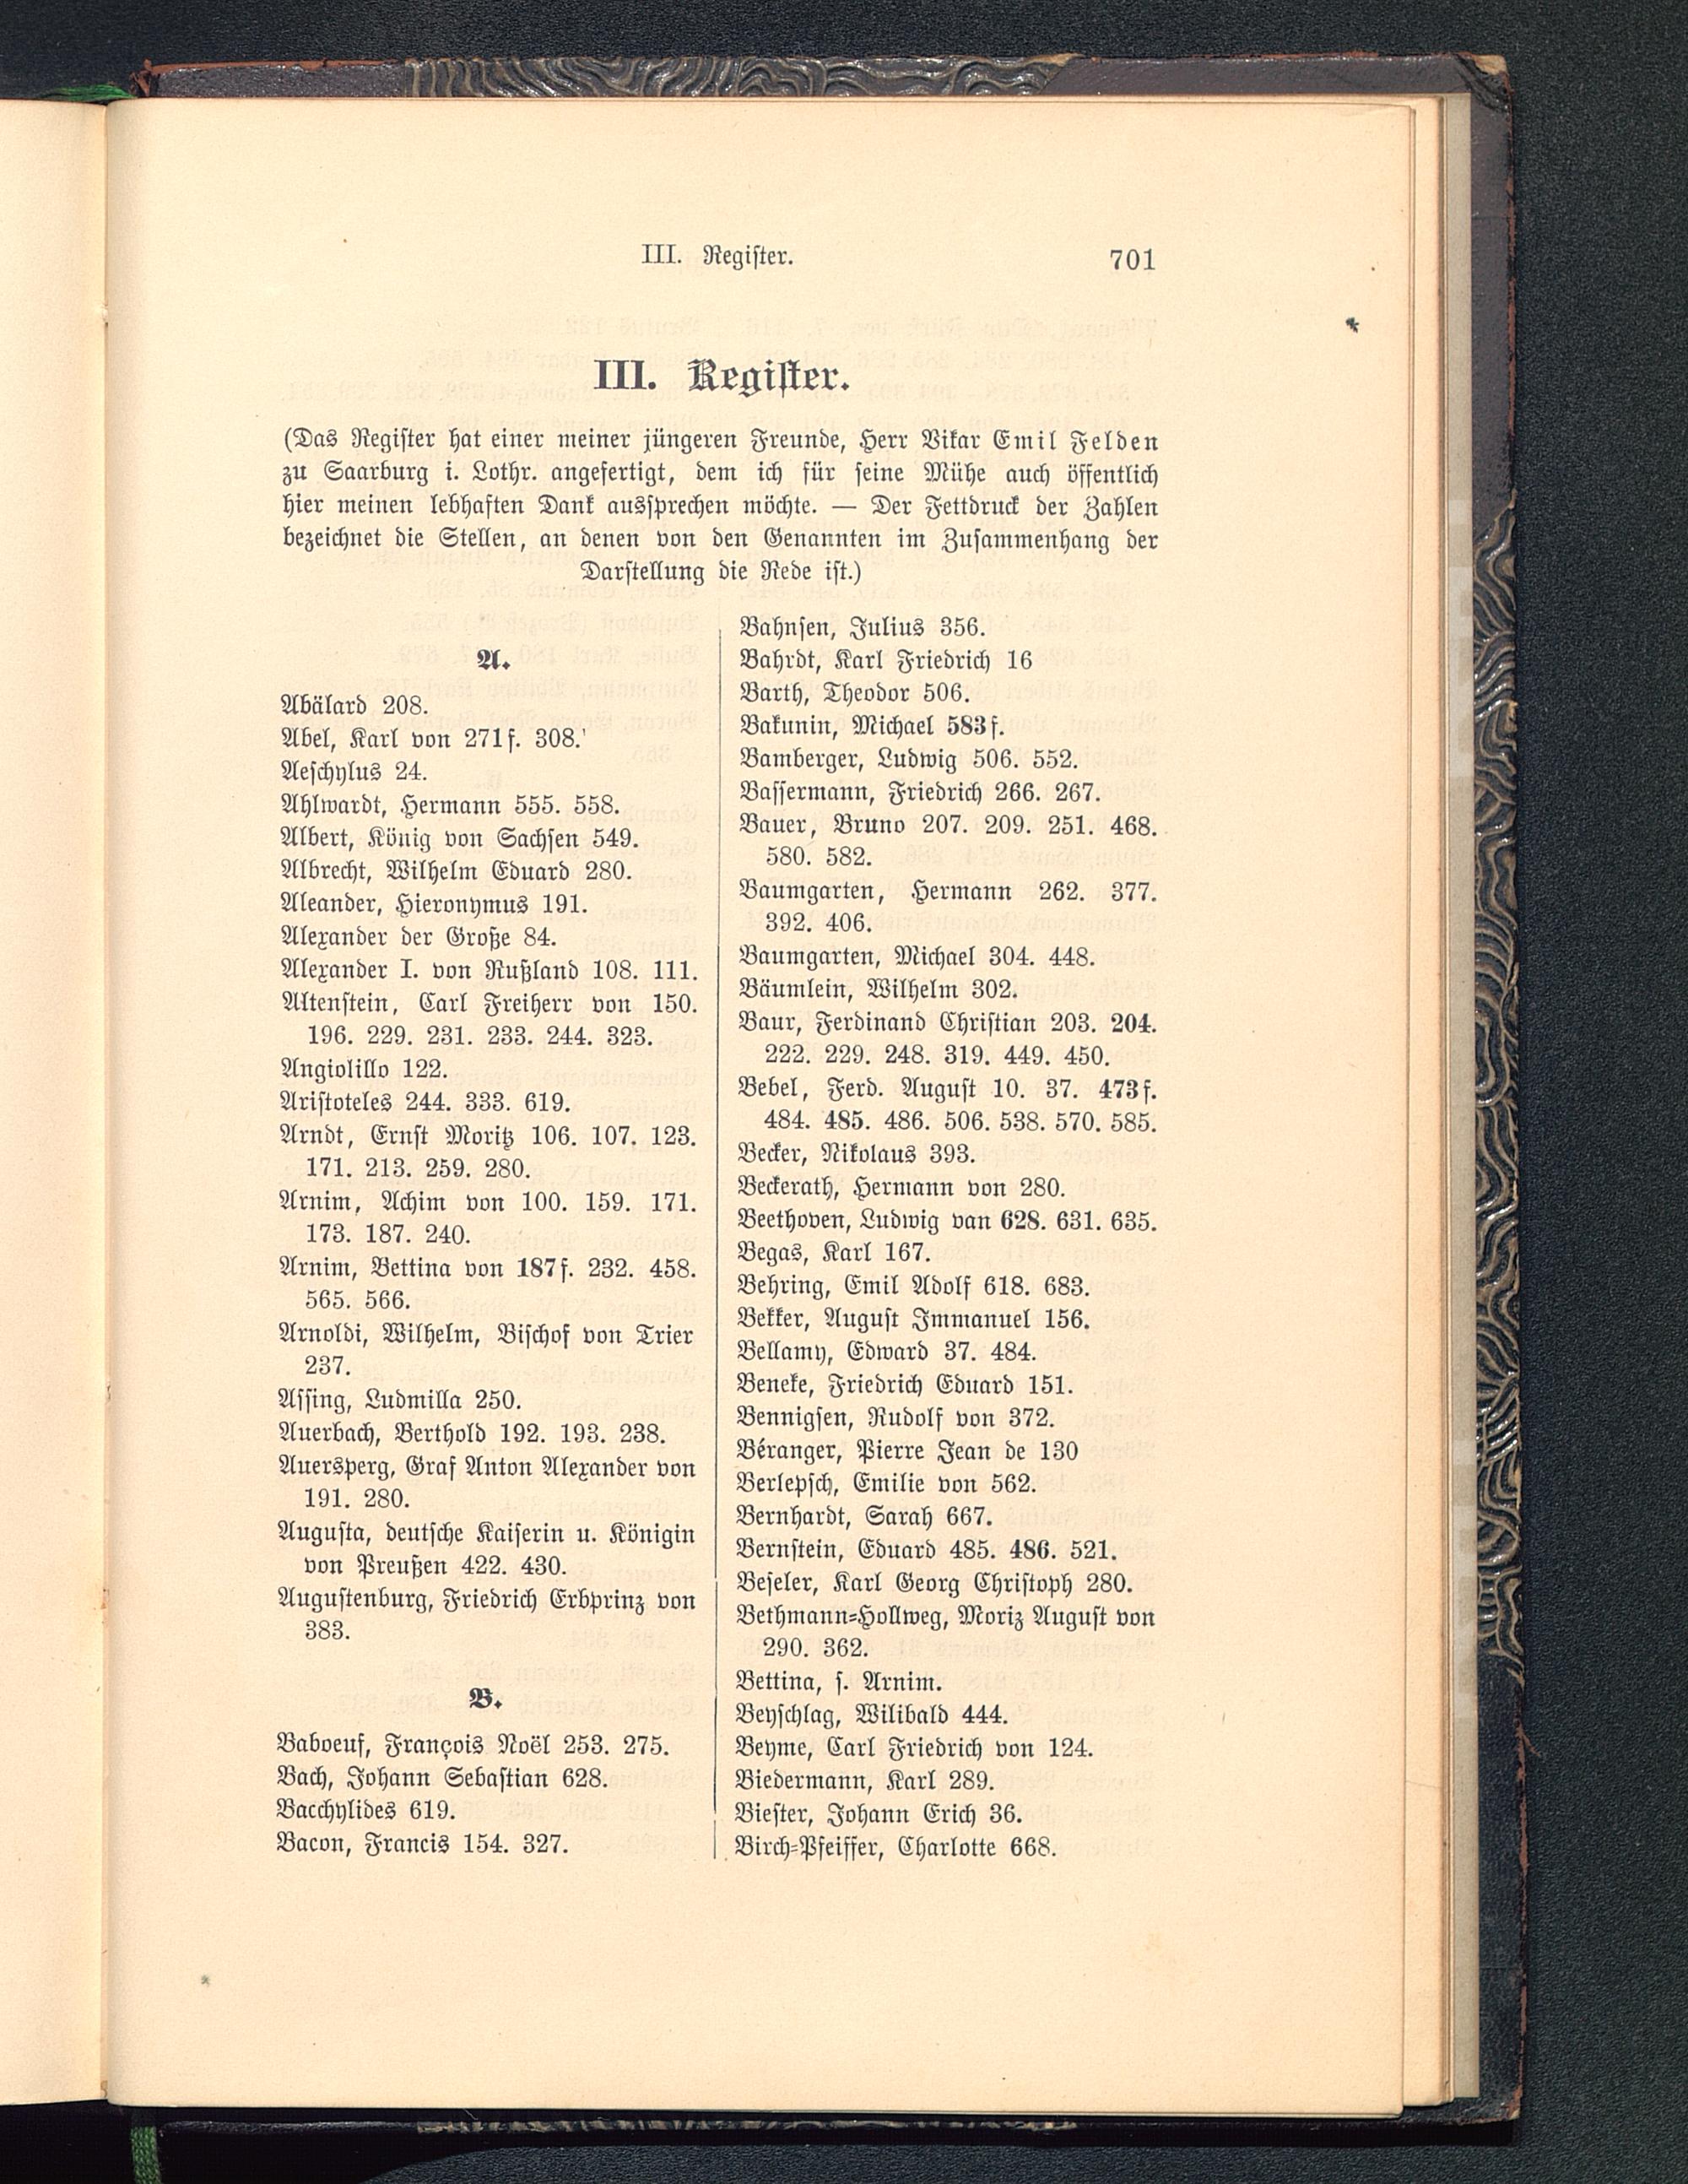 III. Register.
701
III. Register.
(Das Register hat einer meiner jüngeren Freunde, Herr Vikar Emil Felden
zu Saarburg i. Lothr. angefertigt, dem ich für seine Mühe auch öffentlich
hier meinen lebhaften Dank aussprechen möchte. — Der Fettdruck der Zahlen
bezeichnet die Stellen, an denen von den Genannten im Zusammenhang der
Darstellung die Rede ist.)
A.
Abälard 208.
Abel, Karl von 271f. 308.
Aeschylus 24.
Ahlwardt, Hermann 555. 558.
Albert, König von Sachsen 549.
Albrecht, Wilhelm Eduard 280.
Aleander, Hieronymus 191.
Alexander der Große 84.
Alexander I. von Rußland 108. 111.
Altenstein, Carl Freiherr von 150.
196. 229. 231. 233. 244. 323.
Angiolillo 122.
Aristoteles 244. 333. 619.
Arndt, Ernst Moritz 106. 107. 123.
171. 213. 259. 280.
Arnim, Achim von 100. 159. 171.
173. 187. 240.
Arnim, Bettina von 187f. 232. 458.
565. 566.
Arnoldi, Wilhelm, Bischof von Trier
237.
Assing, Ludmilla 250.
Auerbach, Berthold 192. 193. 238.
Auersperg, Graf Anton Alexander von
191. 280.
Augusta, deutsche Kaiserin u. Königin
von Preußen 422. 430.
Augustenburg, Friedrich Erbprinz von
383.
B.
Baboeuf, François Noël 253. 275.
Bach, Johann Sebastian 628.
Bacchylides 619.
Bacon, Francis 154. 327.
Bahnsen, Julius 356.
Bahrdt, Karl Friedrich 16
Barth, Theodor 506.
Bakunin, Michael 583f.
Bamberger, Ludwig 506. 552.
Bassermann, Friedrich 266. 267.
Bauer, Bruno 207. 209. 251. 468.
580. 582.
Baumgarten, Hermann 262. 377.
392. 406.
Baumgarten, Michael 304. 448.
Bäumlein, Wilhelm 302.
Baur, Ferdinand Christian 203. 204.
222. 229. 248. 319. 449. 450.
Bebel, Ferd. August 10. 37. 473f.
484. 485. 486. 506. 538. 570. 585.
Becker, Nikolaus 393.
Beckerath, Hermann von 280.
Beethoven, Ludwig van 628. 631. 635.
Begas, Karl 167.
Behring, Emil Adolf 618. 683.
Bekker, August Immanuel 156.
Bellamy, Edward 37. 484.
Beneke, Friedrich Eduard 151.
Bennigsen, Rudolf von 372.
Béranger, Pierre Jean de 130
Berlepsch, Emilie von 562.
Bernhardt, Sarah 667.
Bernstein, Eduard 485. 486. 521.
Beseler, Karl Georg Christoph 280.
Bethmann-Hollweg, Moriz August von
290. 362.
Bettina, s. Arnim.
Beyschlag, Wilibald 444.
Beyme, Carl Friedrich von 124.
Biedermann, Karl 289.
Biester, Johann Erich 36.
Birch-Pfeiffer, Charlotte 668.